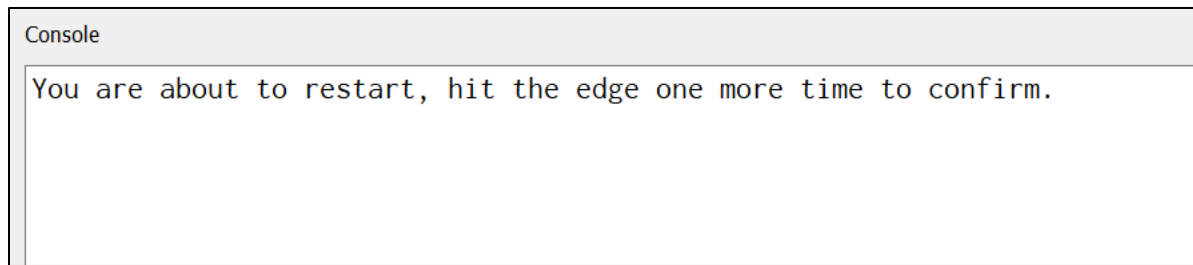 Console
You are about to restart, hit the edge one more time to confirm.